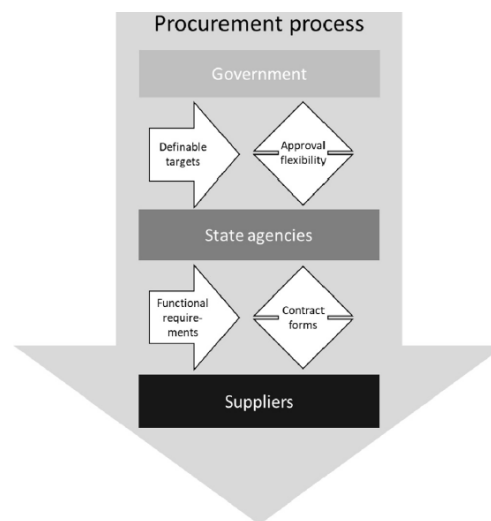 Procurement process
Government
Definable
targets
Approval
flexibility
State agencies
Functional
require-
ments
Contract
forms
Suppliers